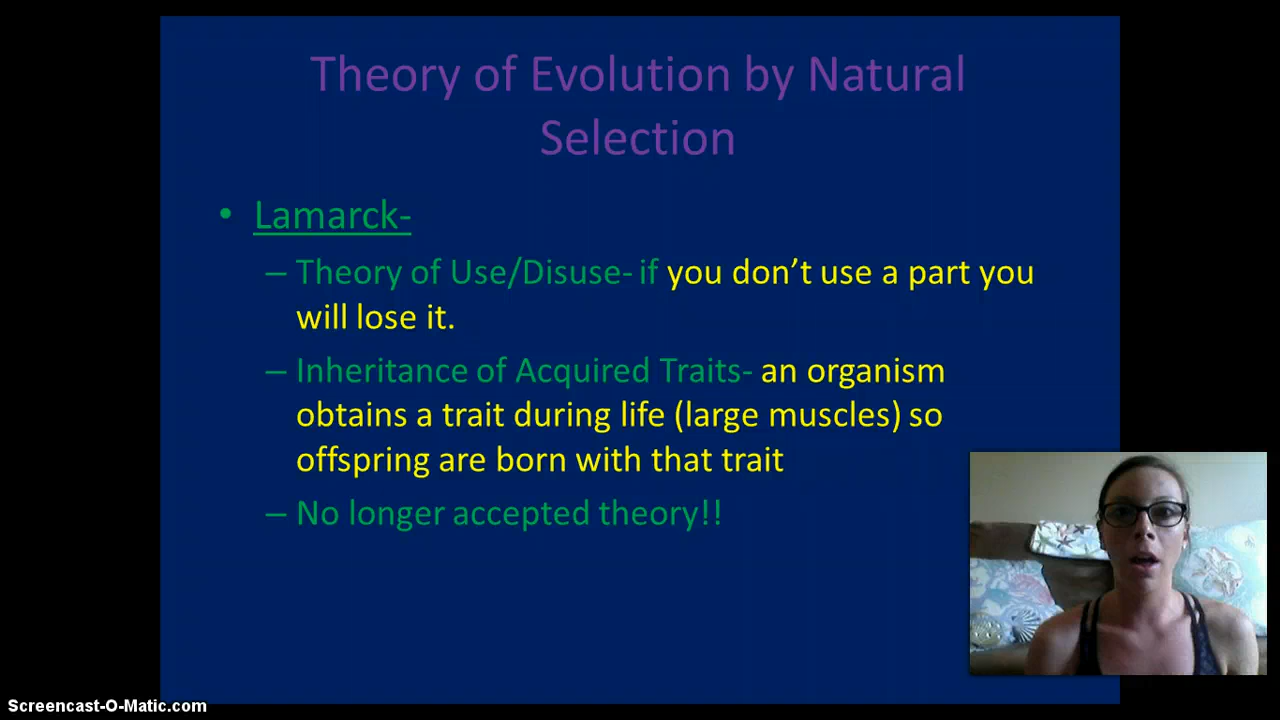 Theory of Evolution by Natural
Selection
• Lamarck-
– Theory of Use/Disuse- if you don’t use a part you
will lose it.
– Inheritance of Acquired Traits- an organism
obtains a trait during life (large muscles) so
offspring are born with that trait
– No longer accepted theory!!
Screencast-O-Matic.com